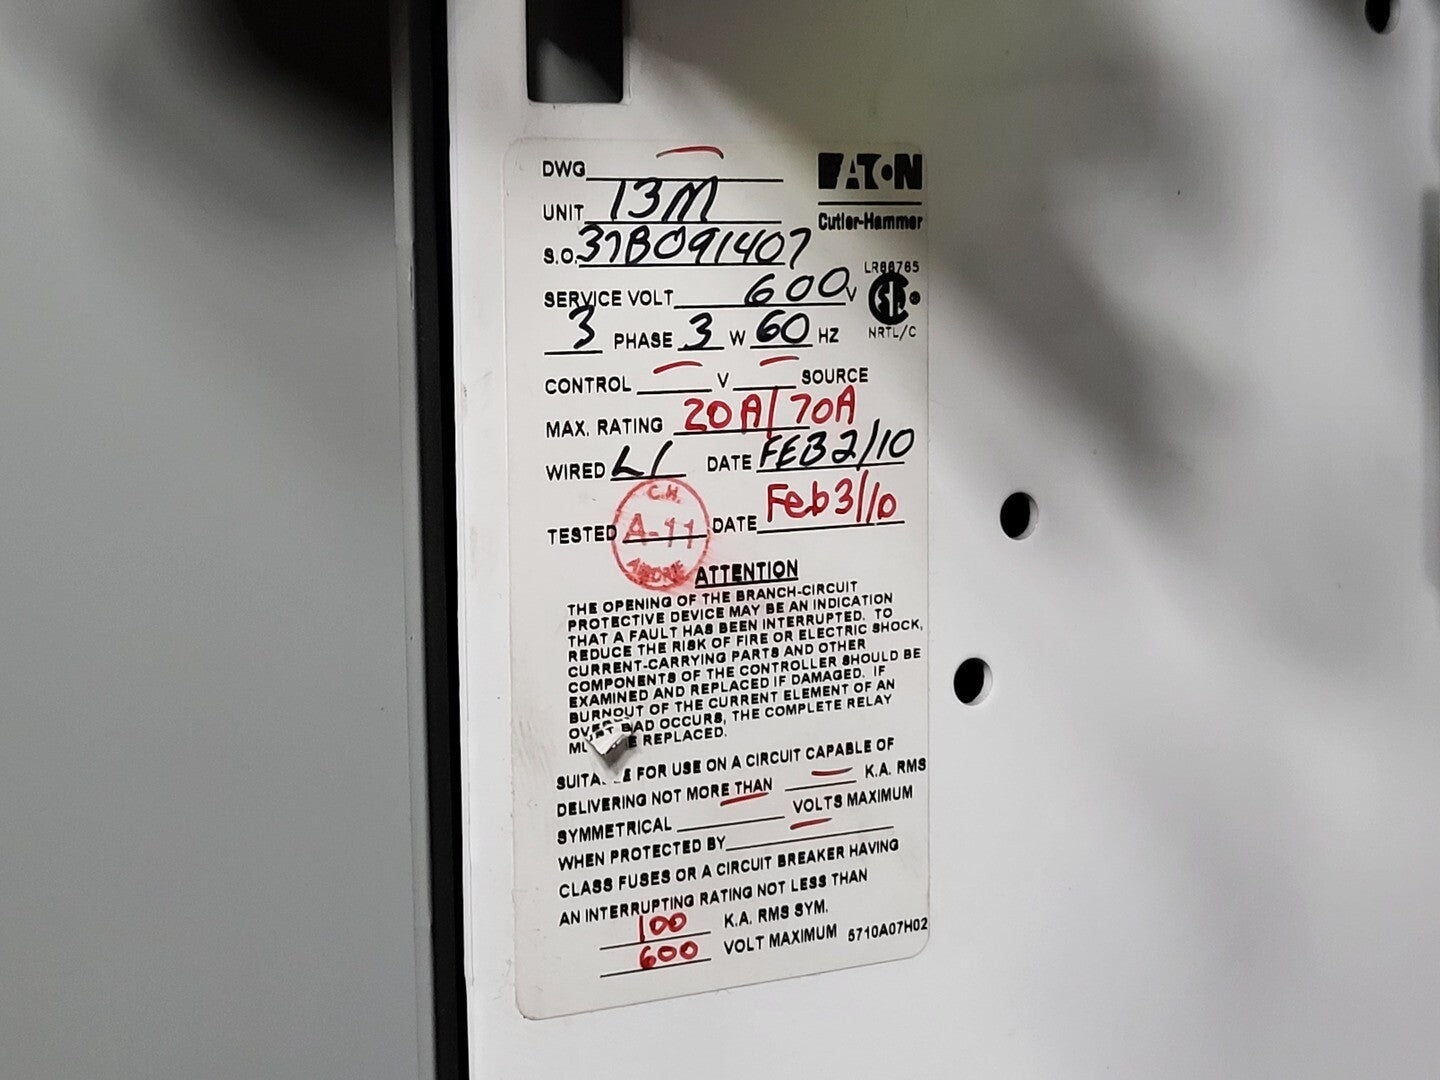 DWG
EATON
UNIT 13M
Cutler-Hammer
S.O. 37B091407
LR68765
SERVICE VOLT 600 V
NRTL/C
3 PHASE 3 W 60 HZ
CONTROL V SOURCE
MAX. RATING 20A/70A
WIRED L1 DATE FEB 2/10
TESTED DATE Feb 3/10
C.H.
A-11
ANDRE
ATTENTION
THE OPENING OF THE BRANCH-CIRCUIT
PROTECTIVE DEVICE MAY BE AN INDICATION
THAT A FAULT HAS BEEN INTERRUPTED. TO
REDUCE THE RISK OF FIRE OR ELECTRIC SHOCK,
CURRENT-CARRYING PARTS AND OTHER
COMPONENTS OF THE CONTROLLER SHOULD BE
EXAMINED AND REPLACED IF DAMAGED. IF
BURNOUT OF THE CURRENT ELEMENT OF AN
OCCURS, THE COMPLETE RELAY
REPLACED.
FOR USE ON A CIRCUIT CAPABLE OF
DELIVERING NOT MORE THAN K.A. RMS
SYMMETRICAL VOLTS MAXIMUM
WHEN PROTECTED BY
CLASS FUSES OR A CIRCUIT BREAKER HAVING
AN INTERRUPTING RATING NOT LESS THAN
100 K.A. RMS SYM.
600 VOLT MAXIMUM 5710A07H02